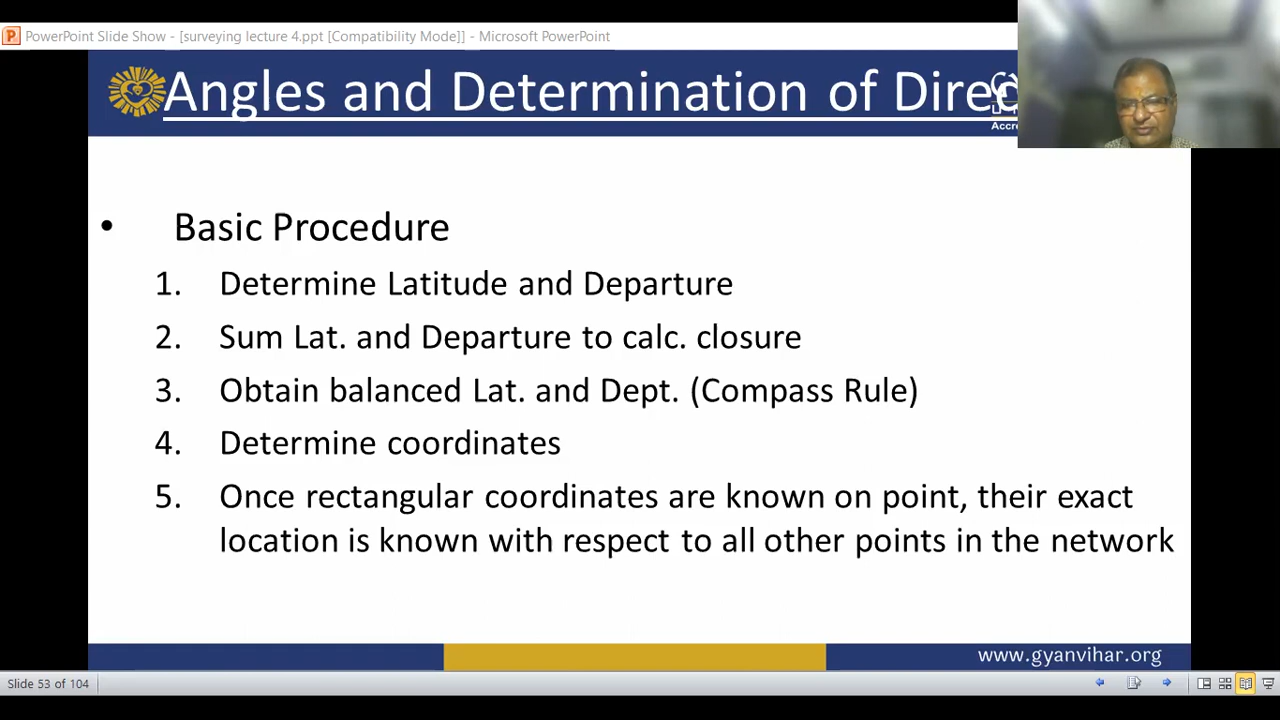 PowerPoint Slide Show - [surveying lecture 4.ppt [Compatibility Mode]] - Microsoft PowerPoint
Angles and Determination of Direc
Accre
• Basic Procedure
1. Determine Latitude and Departure
2. Sum Lat. and Departure to calc. closure
3. Obtain balanced Lat. and Dept. (Compass Rule)
4. Determine coordinates
5. Once rectangular coordinates are known on point, their exact
location is known with respect to all other points in the network
www.gyanvihar.org
Slide 53 of 104